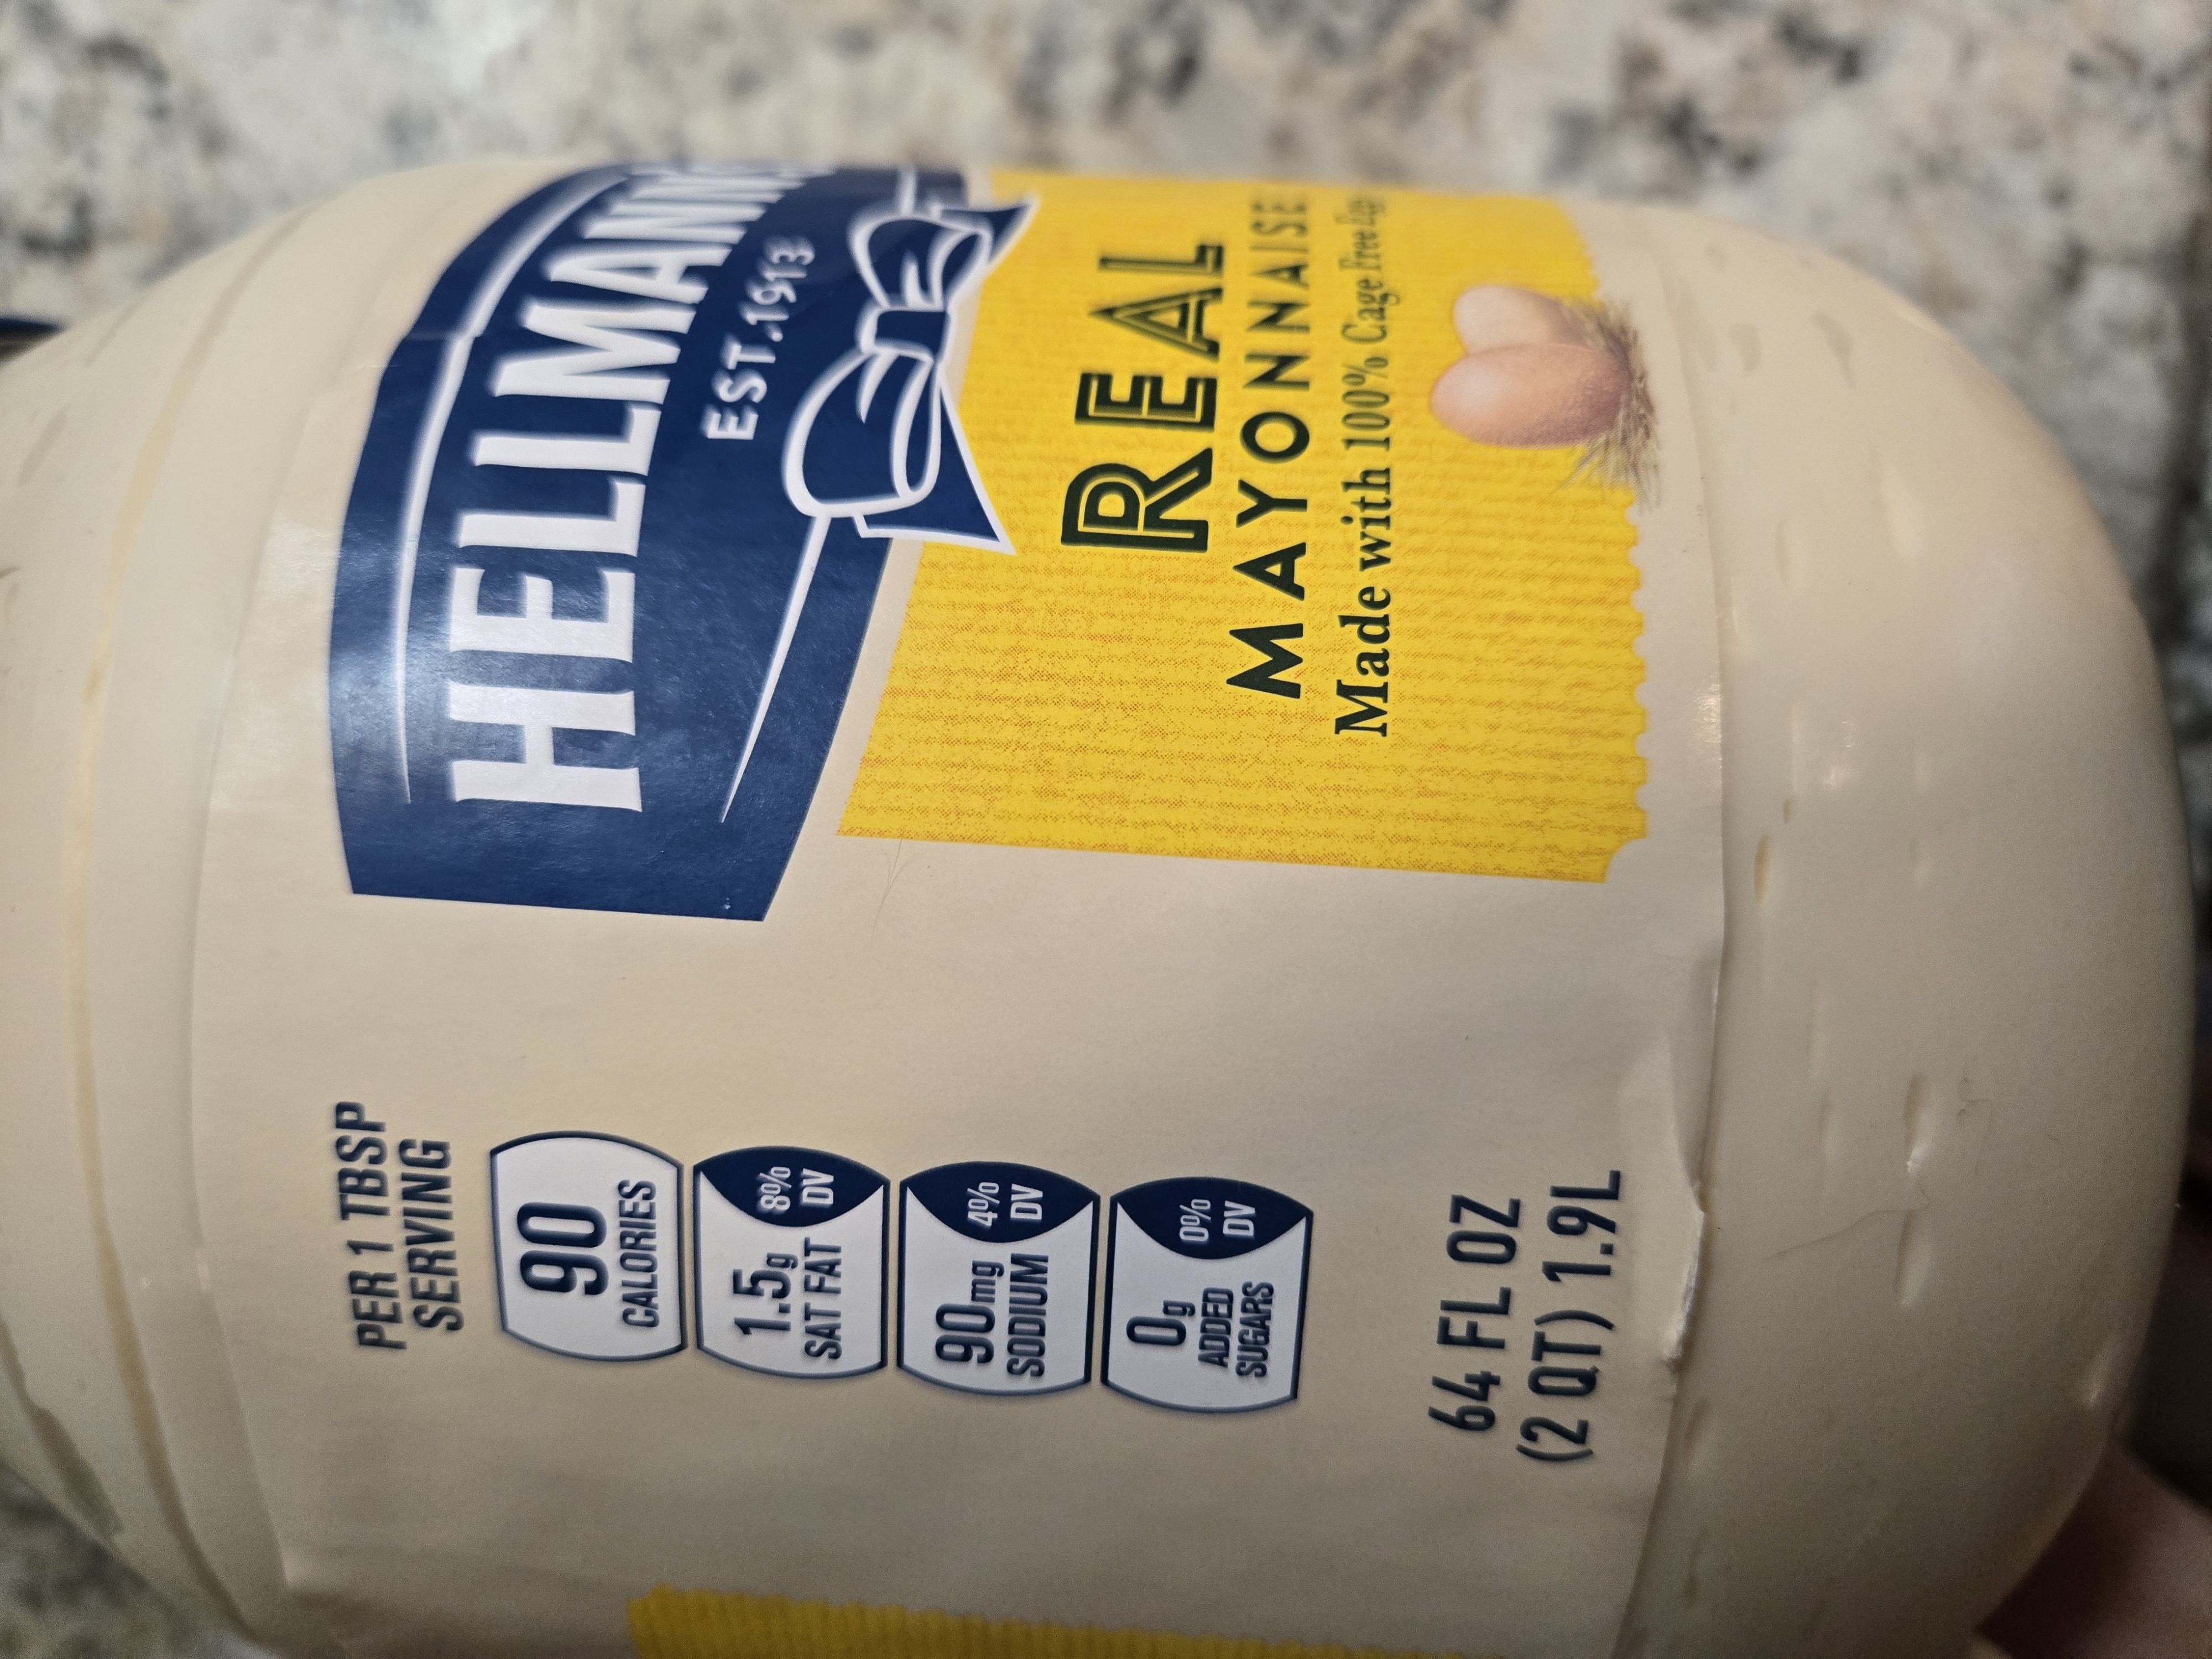 HELLMANN'S
EST.1913
REAL
MAYONNAISE
Made with 100% Cage Free Eggs
PER 1 TBSP
SERVING
90
CALORIES
1.5g
SAT FAT
8%
DV
90mg
SODIUM
4%
DV
0g
ADDED
SUGARS
0%
DV
64 FL OZ
(2 QT) 1.9L